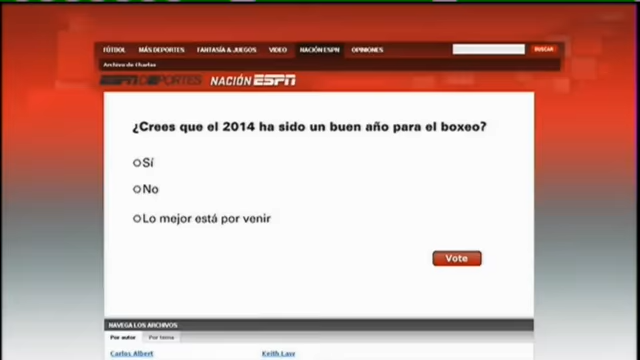 FÚTBOL MÁS DEPORTES FANTASÍA & JUEGOS VIDEO NACIÓN ESPN OPINIONES BUSCAR
Archivo de Charlas
ESPN DEPORTES NACIÓN ESPN
¿Crees que el 2014 ha sido un buen año para el boxeo?
Sí
No
Lo mejor está por venir
Vote
NAVEGA LOS ARCHIVOS
Por autor Por tema
Carlos Albert Keith Law